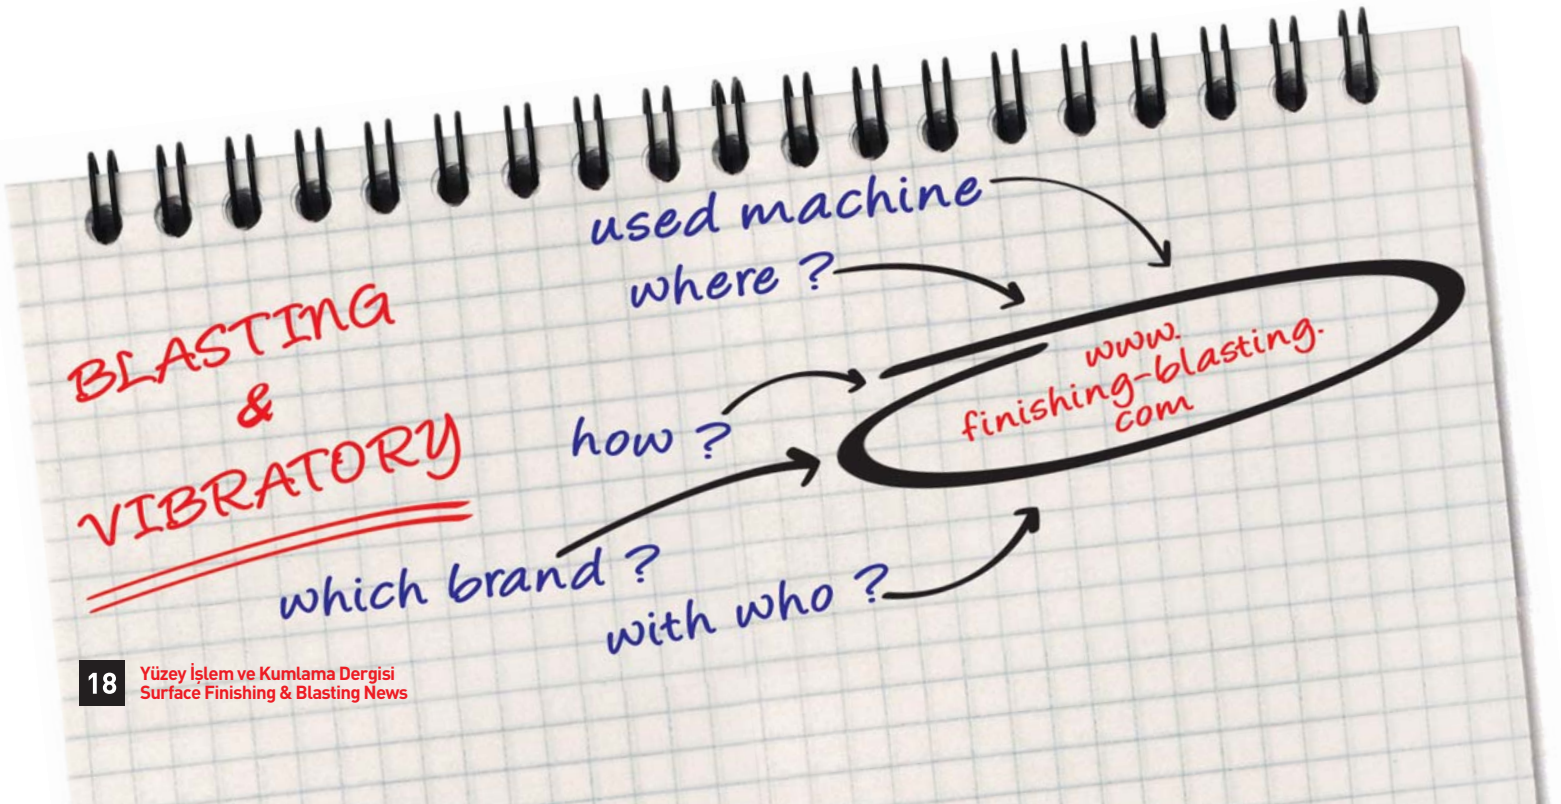 used machine
where ?
BLASTING
&
VIBRATORY
how ?
which brand ?
with who ?
www.
finishing-blasting.
com
18
Yüzey İşlem ve Kumlama Dergisi
Surface Finishing & Blasting News